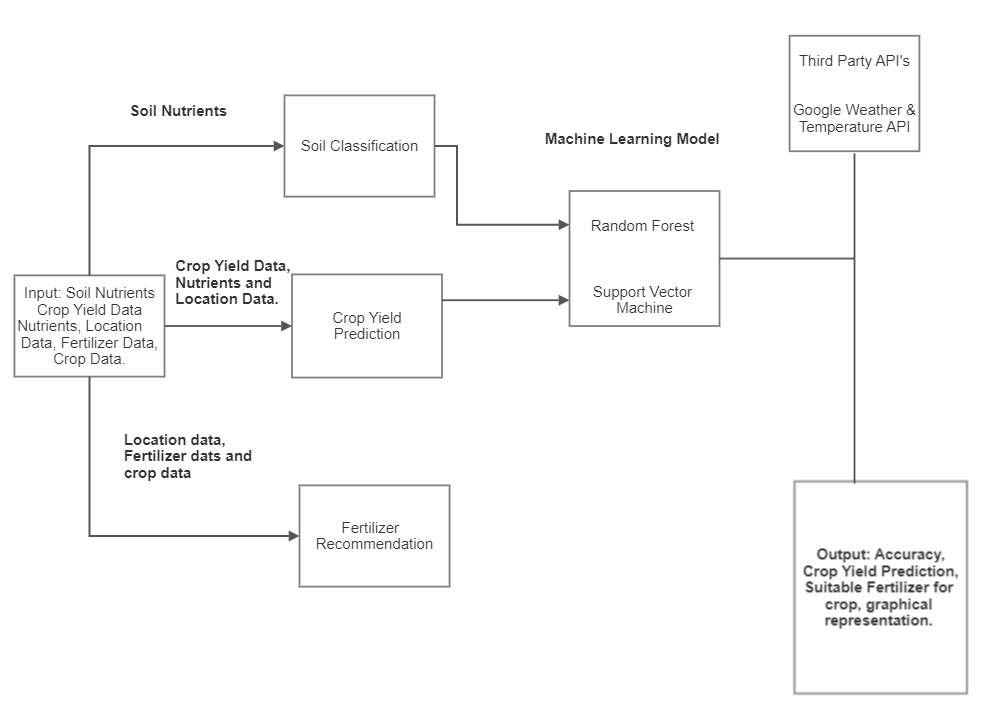 Third Party API's
Google Weather &
Temperature API
Soil Nutrients
Soil Classification
Machine Learning Model
Random Forest
Support Vector
Machine
Crop Yield Data,
Nutrients and
Location Data.
Input: Soil Nutrients
Crop Yield Data
Nutrients, Location
Data, Fertilizer Data,
Crop Data.
Crop Yield
Prediction
Location data,
Fertilizer dats and
crop data
Fertilizer
Recommendation
Output: Accuracy,
Crop Yield Prediction,
Suitable Fertilizer for
crop, graphical
representation.